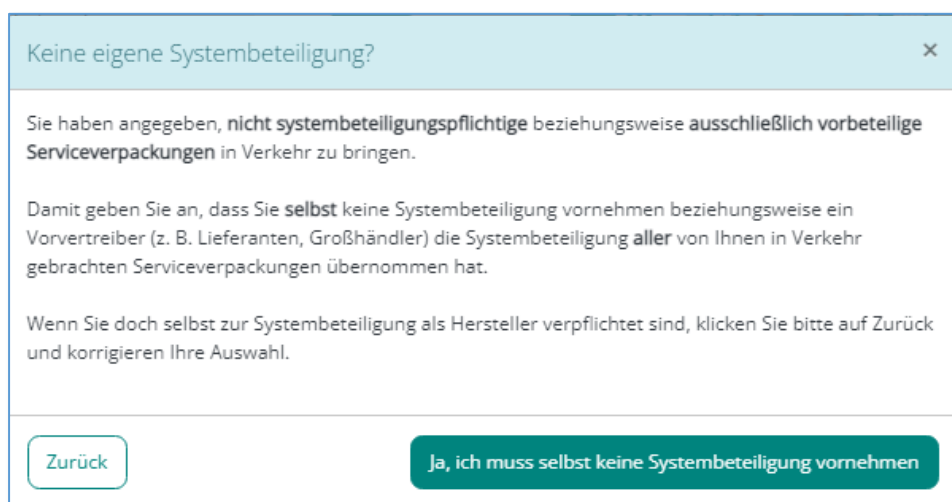 Keine eigene Systembeteiligung?
×
Sie haben angegeben, nicht systembeteiligungspflichtige beziehungsweise ausschließlich vorbeteilige
Serviceverpackungen in Verkehr zu bringen.
Damit geben Sie an, dass Sie selbst keine Systembeteiligung vornehmen beziehungsweise ein
Vorvertreiber (z. B. Lieferanten, Großhändler) die Systembeteiligung aller von Ihnen in Verkehr
gebrachten Serviceverpackungen übernommen hat.
Wenn Sie doch selbst zur Systembeteiligung als Hersteller verpflichtet sind, klicken Sie bitte auf Zurück
und korrigieren Ihre Auswahl.
Zurück
Ja, ich muss selbst keine Systembeteiligung vornehmen